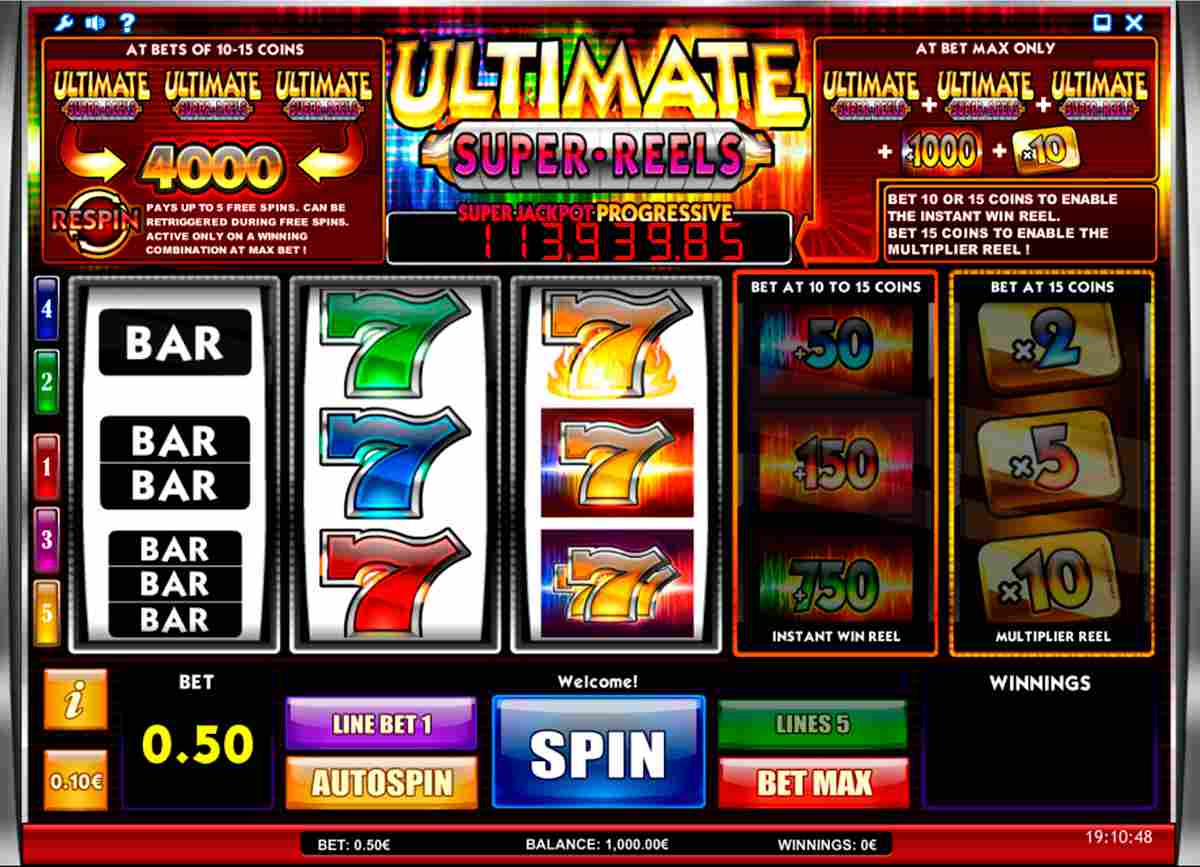 ?
AT BETS OF 10-15 COINS
ULTIMATE ULTIMATE ULTIMATE
SUPER-REELS SUPER-REELS SUPER-REELS
4000
RESPIN
PAYS UP TO 5 FREE SPINS. CAN BE
RETRIGGERED DURING FREE SPINS.
ACTIVE ONLY ON A WINNING
COMBINATION AT MAX BET !
ULTIMATE
SUPER•REELS
SUPER JACKPOT PROGRESSIVE
113,939.85
AT BET MAX ONLY
ULTIMATE ULTIMATE ULTIMATE
SUPER-REELS + SUPER-REELS + SUPER-REELS
+ +1000 + x10
BET 10 OR 15 COINS TO ENABLE
THE INSTANT WIN REEL.
BET 15 COINS TO ENABLE THE
MULTIPLIER REEL !
4
2
1
3
5
BAR
BAR
BAR
BAR
BAR
BAR
7
7
7
7
7
777
BET AT 10 TO 15 COINS
+50
+150
+750
INSTANT WIN REEL
BET AT 15 COINS
x2
x5
x10
MULTIPLIER REEL
i
0.10€
BET
0.50
Welcome!
LINE BET 1
AUTOSPIN
SPIN
LINES 5
BET MAX
WINNINGS
BET: 0.50€ BALANCE: 1,000.00€ WINNINGS: 0€
19:10:48